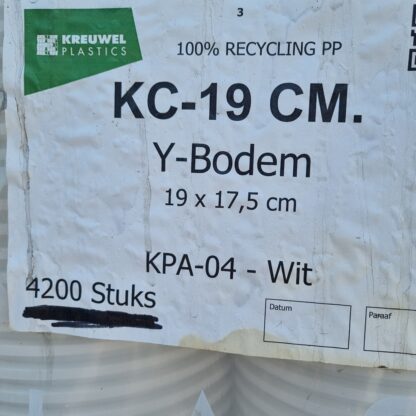 3
KREUWEL
PLASTICS
100% RECYCLING PP
KC-19 CM.
Y-Bodem
19 x 17,5 cm
KPA-04 - Wit
4200 Stuks
Datum
Paraaf